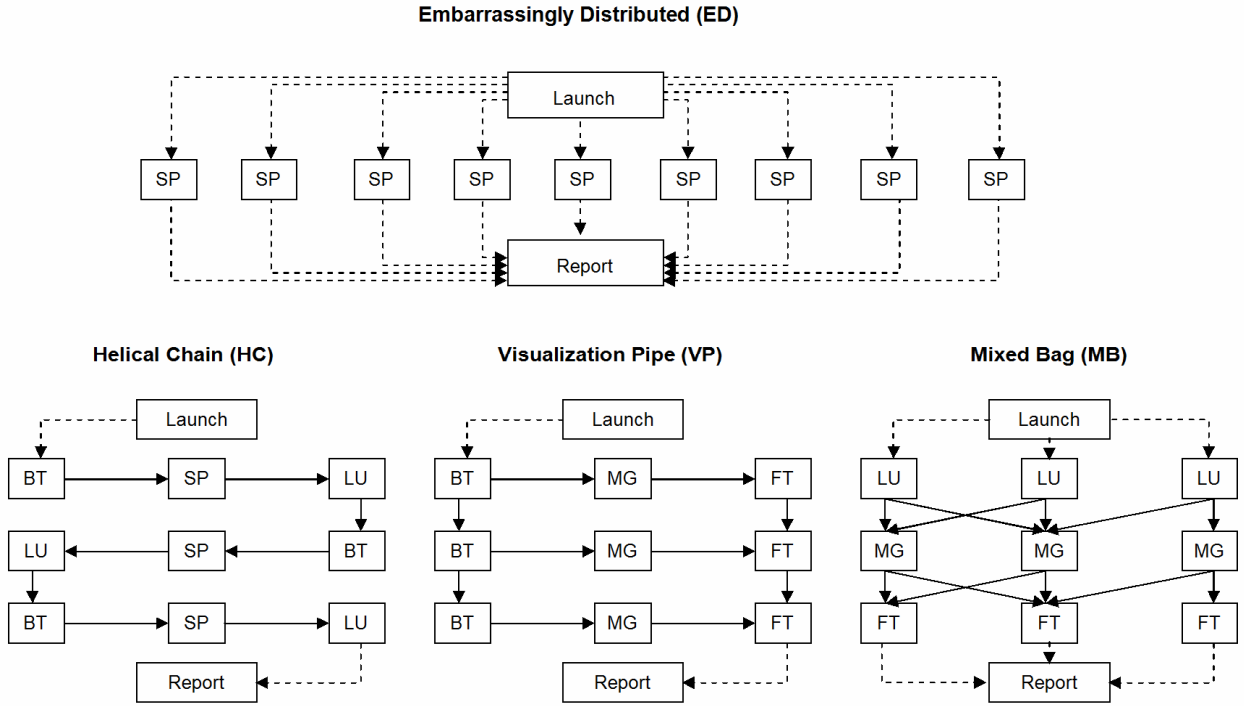 Embarrassingly Distributed (ED)
Launch
SP SP SP SP SP SP SP SP SP
Report
Helical Chain (HC)
Launch
BT SP LU
LU SP BT
BT SP LU
Report
Visualization Pipe (VP)
Launch
BT MG FT
BT MG FT
BT MG FT
Report
Mixed Bag (MB)
Launch
LU LU LU
MG MG MG
FT FT FT
Report